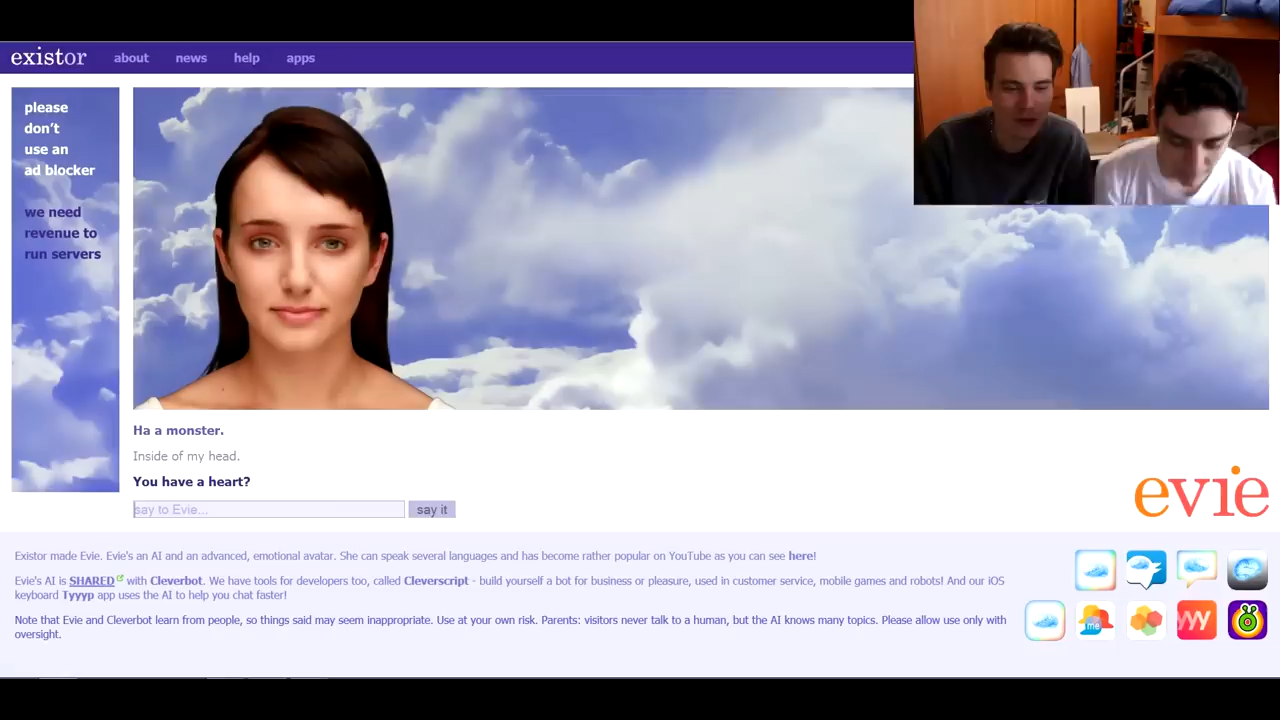 existor about news help apps
please
don't
use an
ad blocker
we need
revenue to
run servers
Ha a monster.
Inside of my head.
You have a heart?
say to Evie...
say it
evie
Existor made Evie. Evie's an AI and an advanced, emotional avatar. She can speak several languages and has become rather popular on YouTube as you can see here!
Evie's AI is SHARED with Cleverbot. We have tools for developers too, called Cleverscript - build yourself a bot for business or pleasure, used in customer service, mobile games and robots! And our iOS
keyboard Tyyyp app uses the AI to help you chat faster!
Note that Evie and Cleverbot learn from people, so things said may seem inappropriate. Use at your own risk. Parents: visitors never talk to a human, but the AI knows many topics. Please allow use only with
oversight.
me
yyy